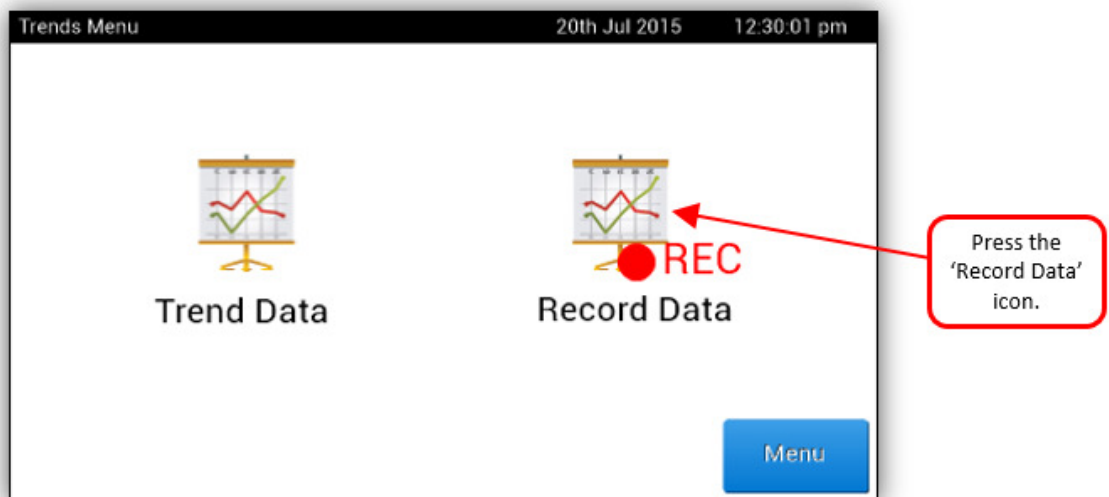 Trends Menu 20th Jul 2015 12:30:01 pm
REC
Trend Data Record Data
Menu
Press the
'Record Data'
icon.